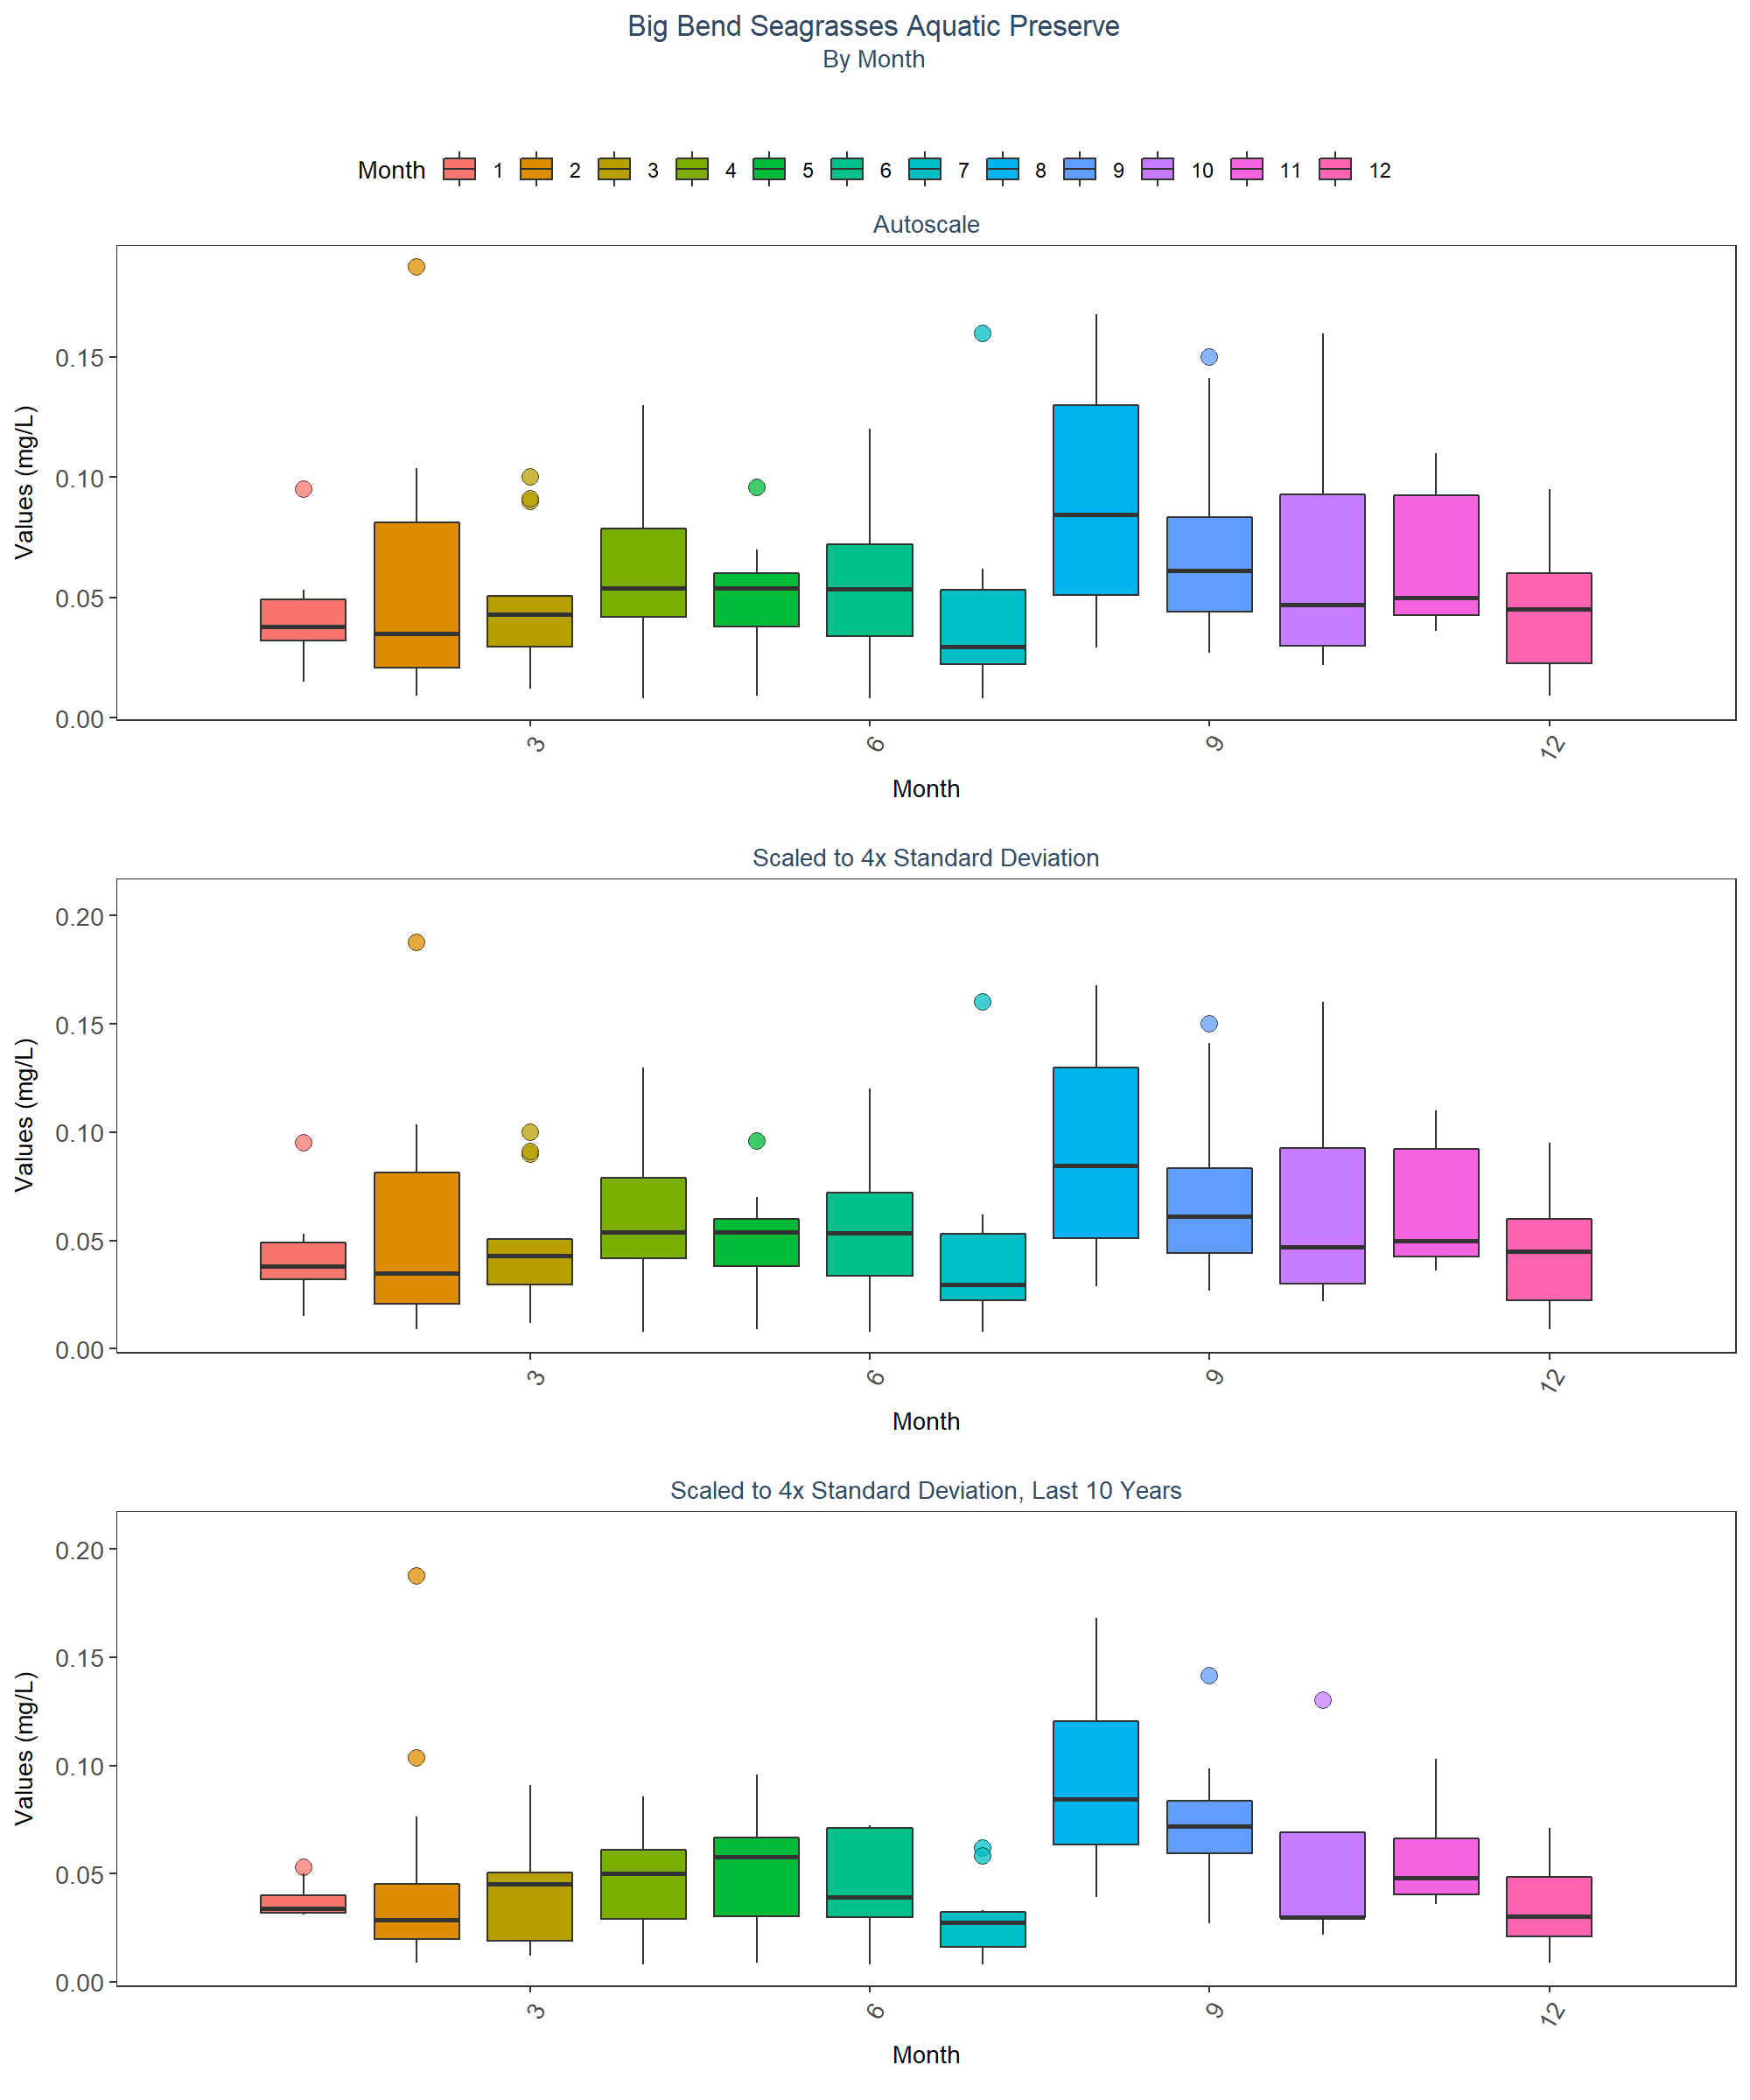 Big Bend Seagrasses Aquatic Preserve
By Month
Month 1 2 3 4 5 6 7 8 9 10 11 12
Autoscale
Values (mg/L)
0.15
0.10
0.05
0.00
3 6 9 12
Month
Scaled to 4x Standard Deviation
Values (mg/L)
0.20
0.15
0.10
0.05
0.00
3 6 9 12
Month
Scaled to 4x Standard Deviation, Last 10 Years
Values (mg/L)
0.20
0.15
0.10
0.05
0.00
3 6 9 12
Month